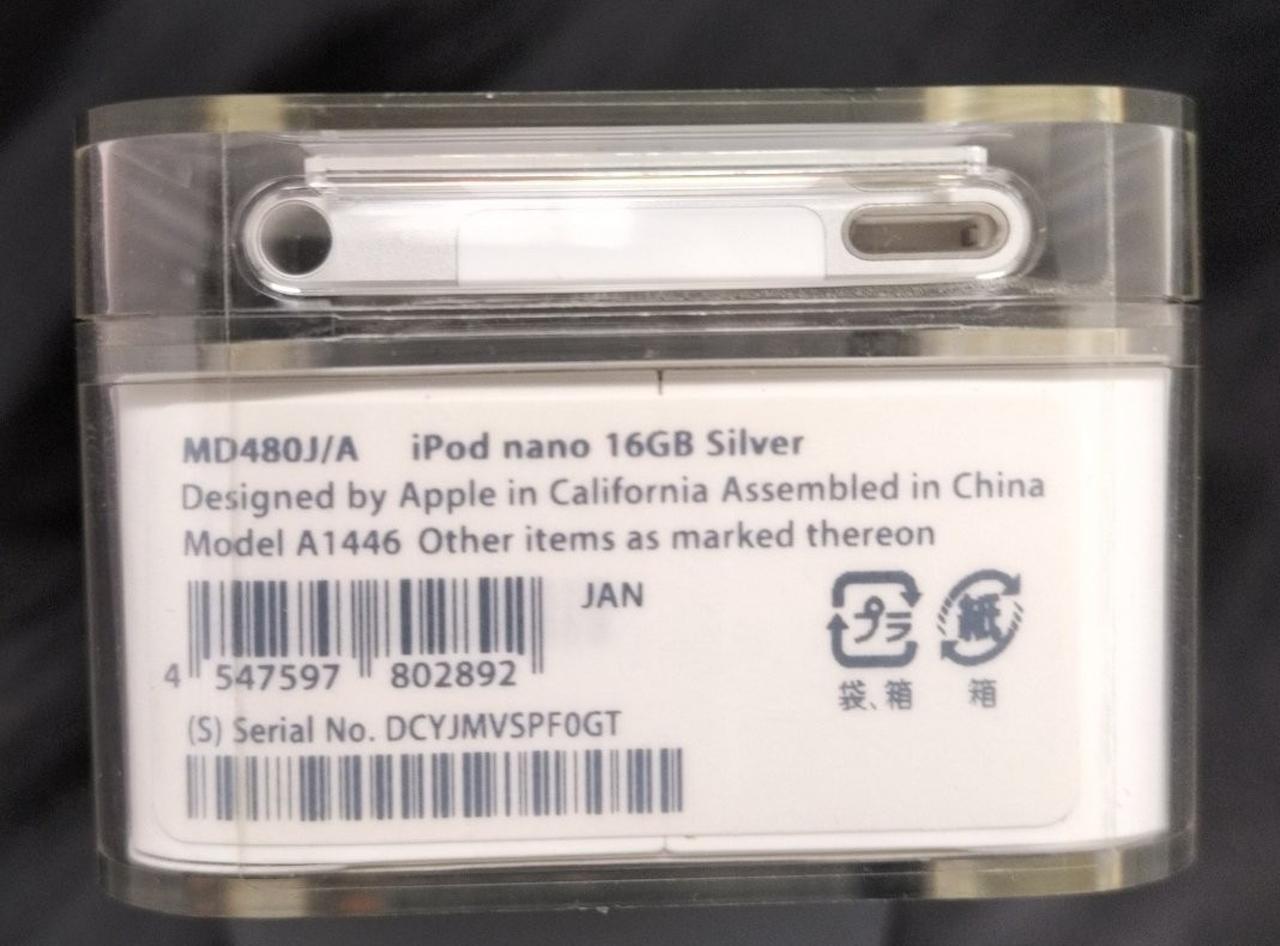 MD480J/A iPod nano 16GB Silver
Designed by Apple in California Assembled in China
Model A1446 Other items as marked thereon
JAN
4 547597 802892
プラ 紙
袋、箱 箱
(S) Serial No. DCYJMVSPF0GT